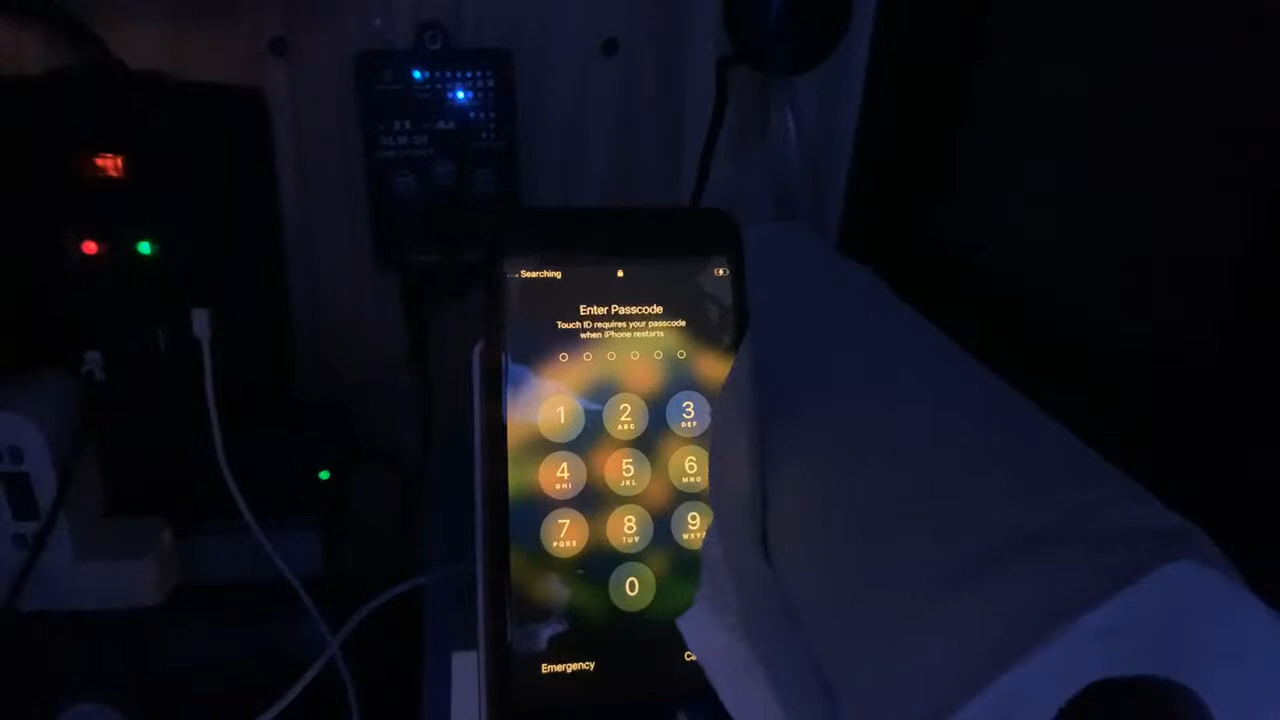 Searching
Enter Passcode
Touch ID requires your passcode
when iPhone restarts
1
2
ABC
3
DEF
4
GHI
5
JKL
6
MNO
7
PQRS
8
TUV
9
WXYZ
0
Emergency